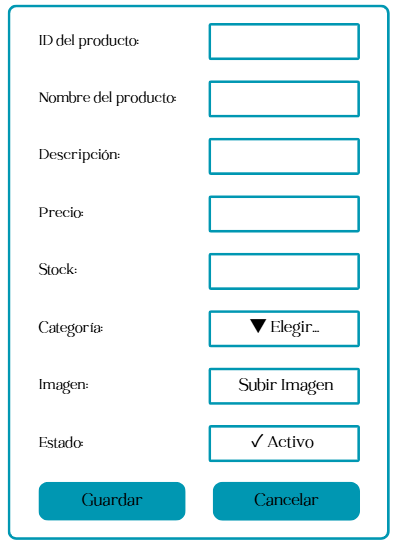 ID del producto:
Nombre del producto:
Descripción:
Precio:
Stock:
Categoría: ▼ Elegir...
Imagen: Subir Imagen
Estado: ✓ Activo
Guardar Cancelar